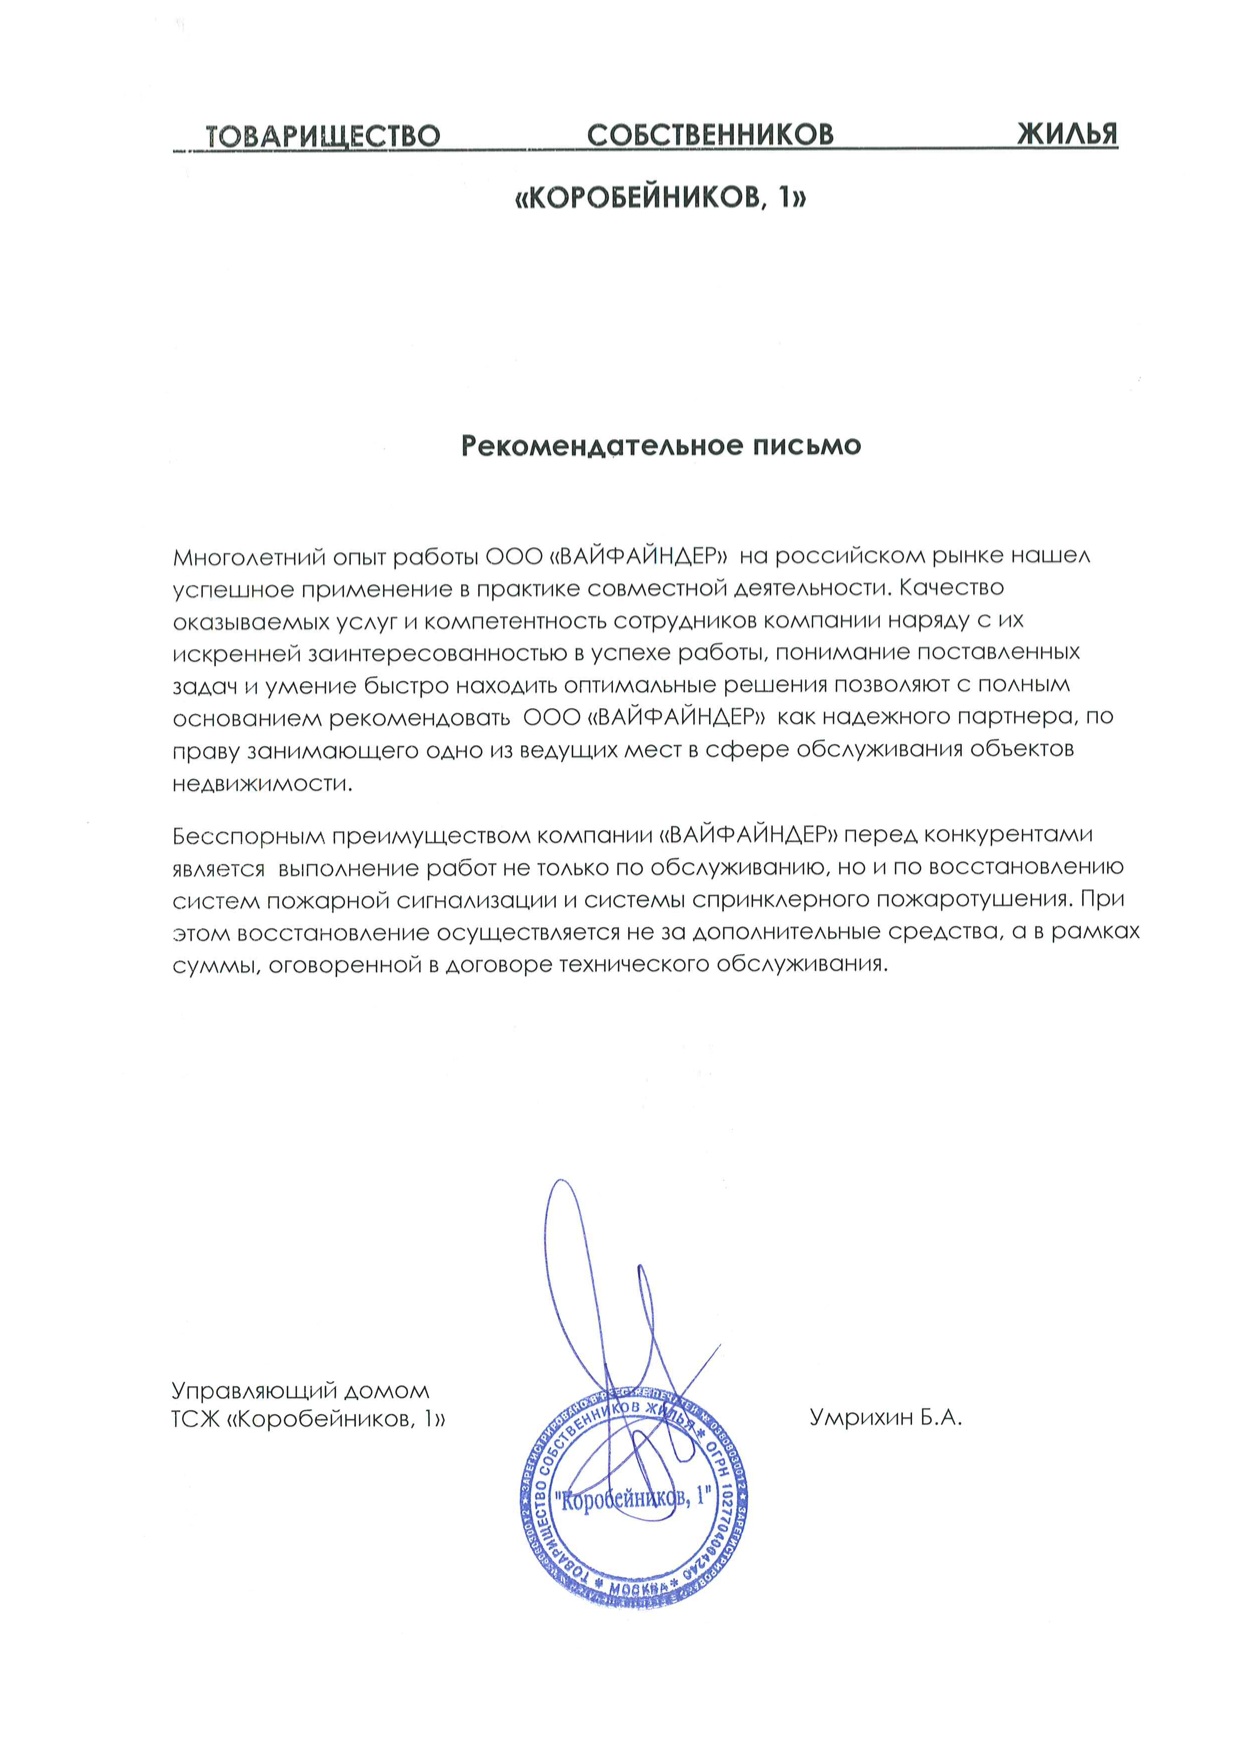 ТОВАРИЩЕСТВО СОБСТВЕННИКОВ ЖИЛЬЯ
«КОРОБЕЙНИКОВ, 1»
Рекомендательное письмо
Многолетний опыт работы ООО «ВАЙФАЙНДЕР» на российском рынке нашел
успешное применение в практике совместной деятельности. Качество
оказываемых услуг и компетентность сотрудников компании наряду с их
искренней заинтересованностью в успехе работы, понимание поставленных
задач и умение быстро находить оптимальные решения позволяют с полным
основанием рекомендовать ООО «ВАЙФАЙНДЕР» как надежного партнера, по
праву занимающего одно из ведущих мест в сфере обслуживания объектов
недвижимости.
Бесспорным преимуществом компании «ВАЙФАЙНДЕР» перед конкурентами
является выполнение работ не только по обслуживанию, но и по восстановлению
систем пожарной сигнализации и системы спринклерного пожаротушения. При
этом восстановление осуществляется не за дополнительные средства, а в рамках
суммы, оговоренной в договоре технического обслуживания.
Управляющий домом
ТСЖ «Коробейников, 1»
Умрихин Б.А.
ТОВАРИЩЕСТВО СОБСТВЕННИКОВ ЖИЛЬЯ * ОГРН 1027704004240
* МОСКВА *
"Коробейников, 1"